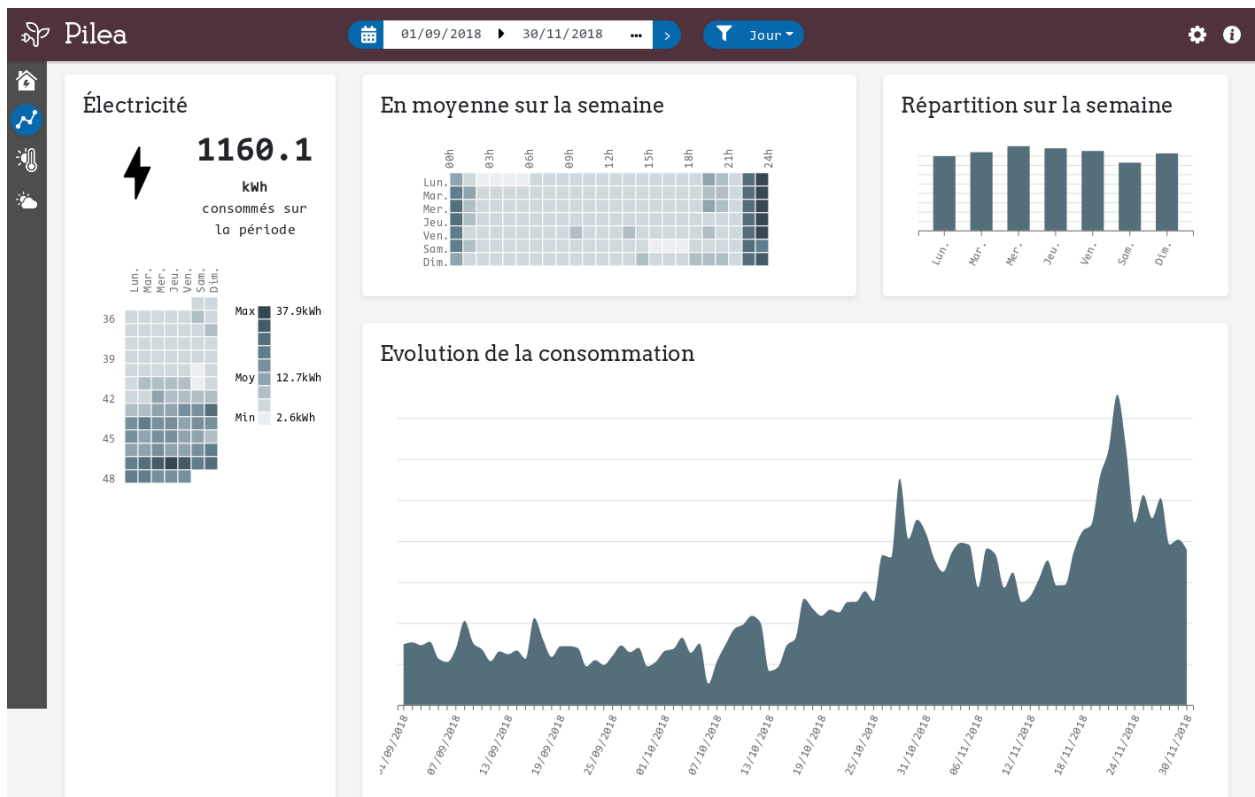 Pilea
01/09/2018
30/11/2018
...
>
Jour
Électricité
1160.1
kWh
consommés sur
la période
Lun.
Mar.
Mer.
Jeu.
Ven.
Sam.
Dim.
36
39
42
45
48
Max 37.9kWh
Moy 12.7kWh
Min 2.6kWh
En moyenne sur la semaine
00h
03h
06h
09h
12h
15h
18h
21h
24h
Lun.
Mar.
Mer.
Jeu.
Ven.
Sam.
Dim.
Répartition sur la semaine
Lun.
Mar.
Mer.
Jeu.
Ven.
Sam.
Dim.
Evolution de la consommation
/09/2018
07/09/2018
13/09/2018
19/09/2018
25/09/2018
01/10/2018
07/10/2018
13/10/2018
19/10/2018
25/10/2018
31/10/2018
06/11/2018
12/11/2018
18/11/2018
24/11/2018
30/11/2018